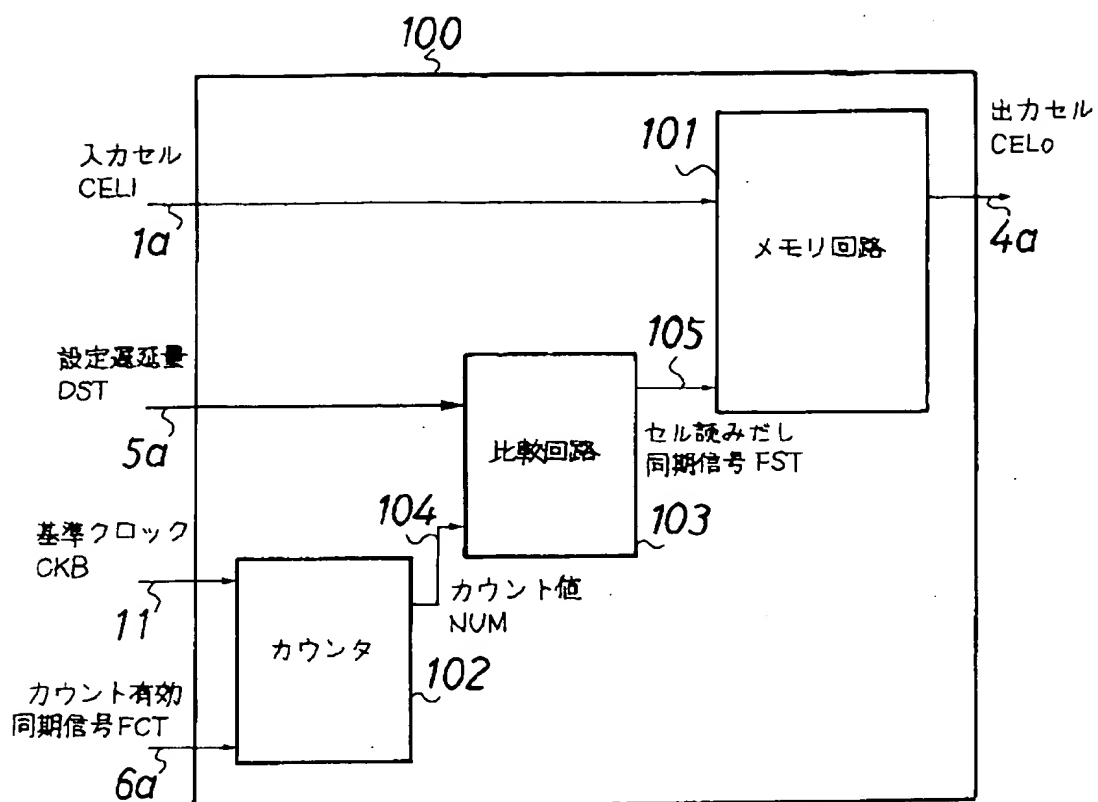 100
入力セル
CELI
1a
101
メモリ回路
出力セル
CELO
4a
設定遅延量
DST
5a
比較回路
103
105
セル読みだし
同期信号 FST
104
基準クロック
CKB
11
カウント値
NUM
カウンタ
102
カウント有効
同期信号 FCT
6a